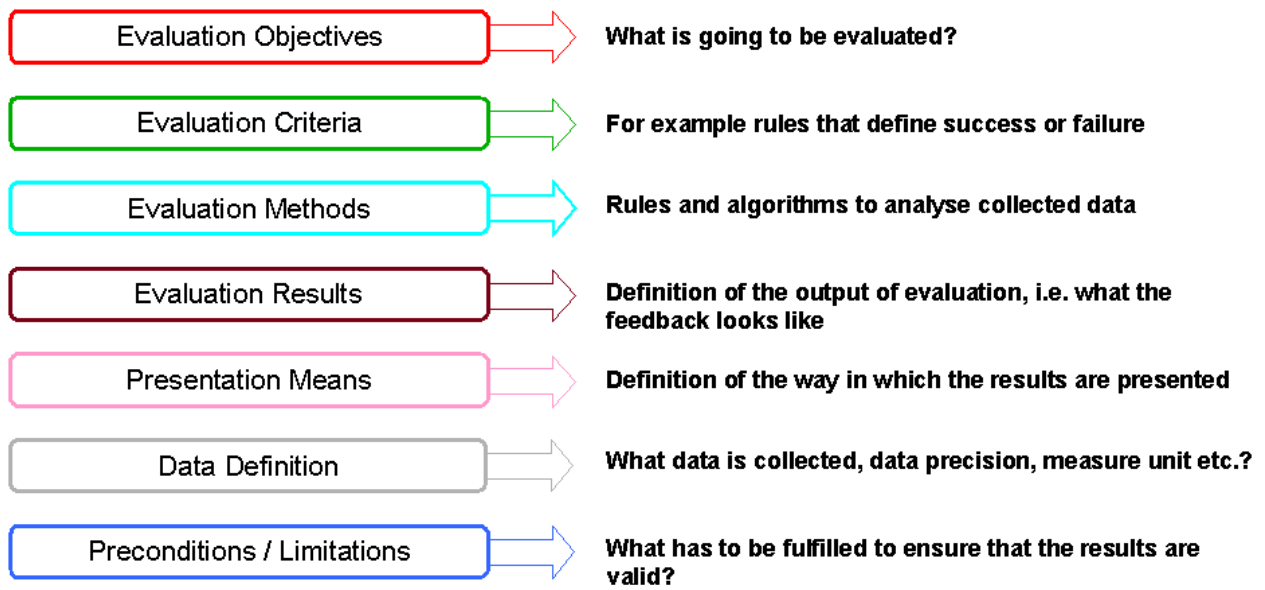 Evaluation Objectives
What is going to be evaluated?
Evaluation Criteria
For example rules that define success or failure
Evaluation Methods
Rules and algorithms to analyse collected data
Evaluation Results
Definition of the output of evaluation, i.e. what the
feedback looks like
Presentation Means
Definition of the way in which the results are presented
Data Definition
What data is collected, data precision, measure unit etc.?
Preconditions / Limitations
What has to be fulfilled to ensure that the results are
valid?